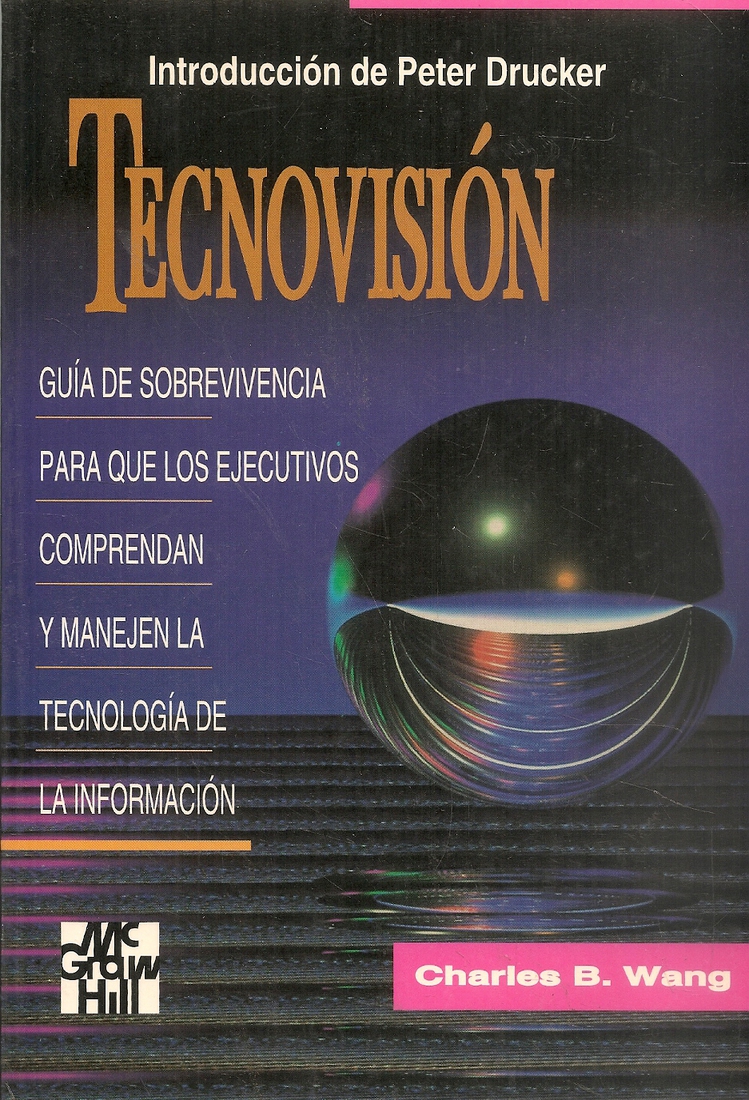 Introducción de Peter Drucker
TECNOVISIÓN
GUÍA DE SOBREVIVENCIA
PARA QUE LOS EJECUTIVOS
COMPRENDAN
Y MANEJEN LA
TECNOLOGÍA DE
LA INFORMACIÓN
Mc
Graw
Hill
Charles B. Wang